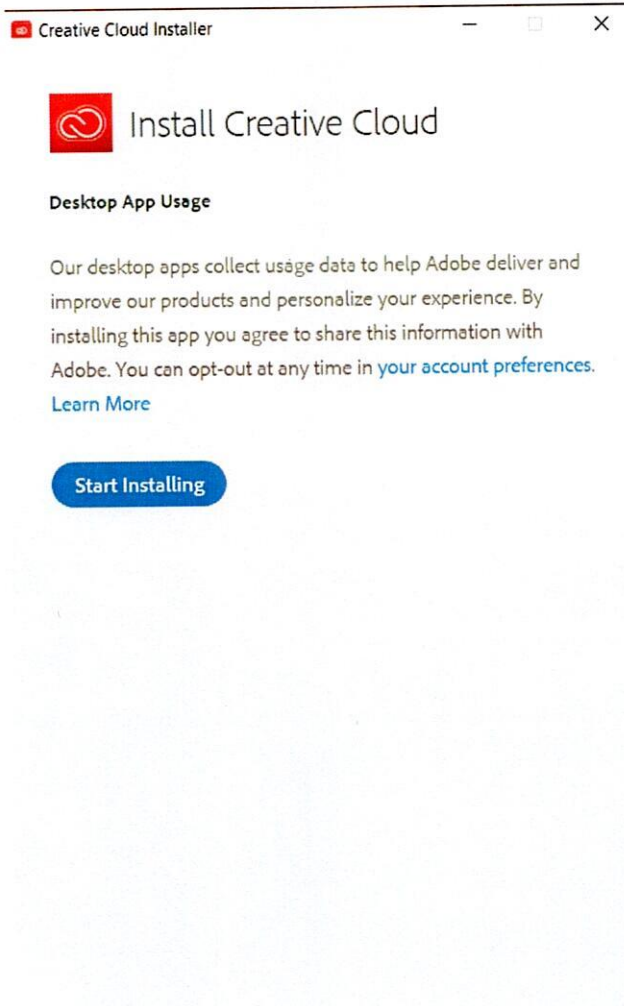 Creative Cloud Installer
Install Creative Cloud
Desktop App Usage
Our desktop apps collect usage data to help Adobe deliver and
improve our products and personalize your experience. By
installing this app you agree to share this information with
Adobe. You can opt-out at any time in your account preferences.
Learn More
Start Installing